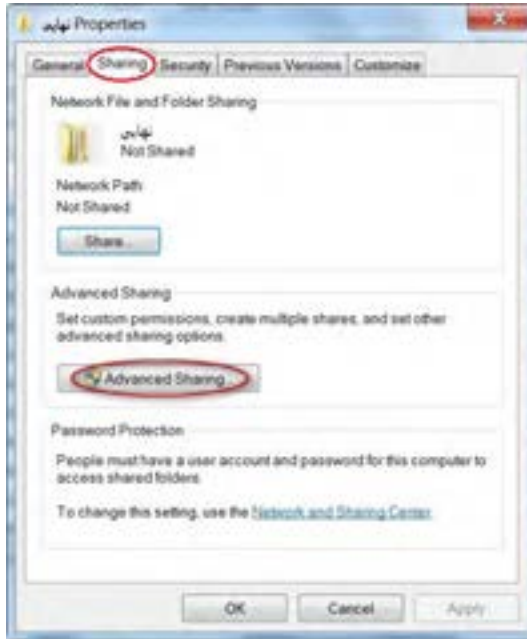 نهایی Properties
General Sharing Security Previous Versions Customize
Network File and Folder Sharing
نهایی
Not Shared
Network Path
Not Shared
Share...
Advanced Sharing
Set custom permissions, create multiple shares, and set other
advanced sharing options.
Advanced Sharing...
Password Protection
People must have a user account and password for this computer to
access shared folders.
To change this setting, use the Network and Sharing Center.
OK Cancel Apply